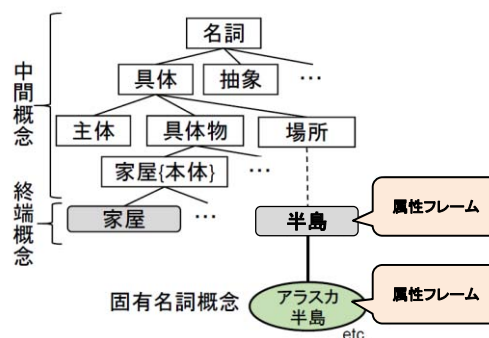 名詞
具体
抽象
…
中間概念
主体
具体物
場所
家屋{本体}
…
終端概念
家屋
…
半島
属性フレーム
固有名詞概念
アラスカ
半島
属性フレーム
etc